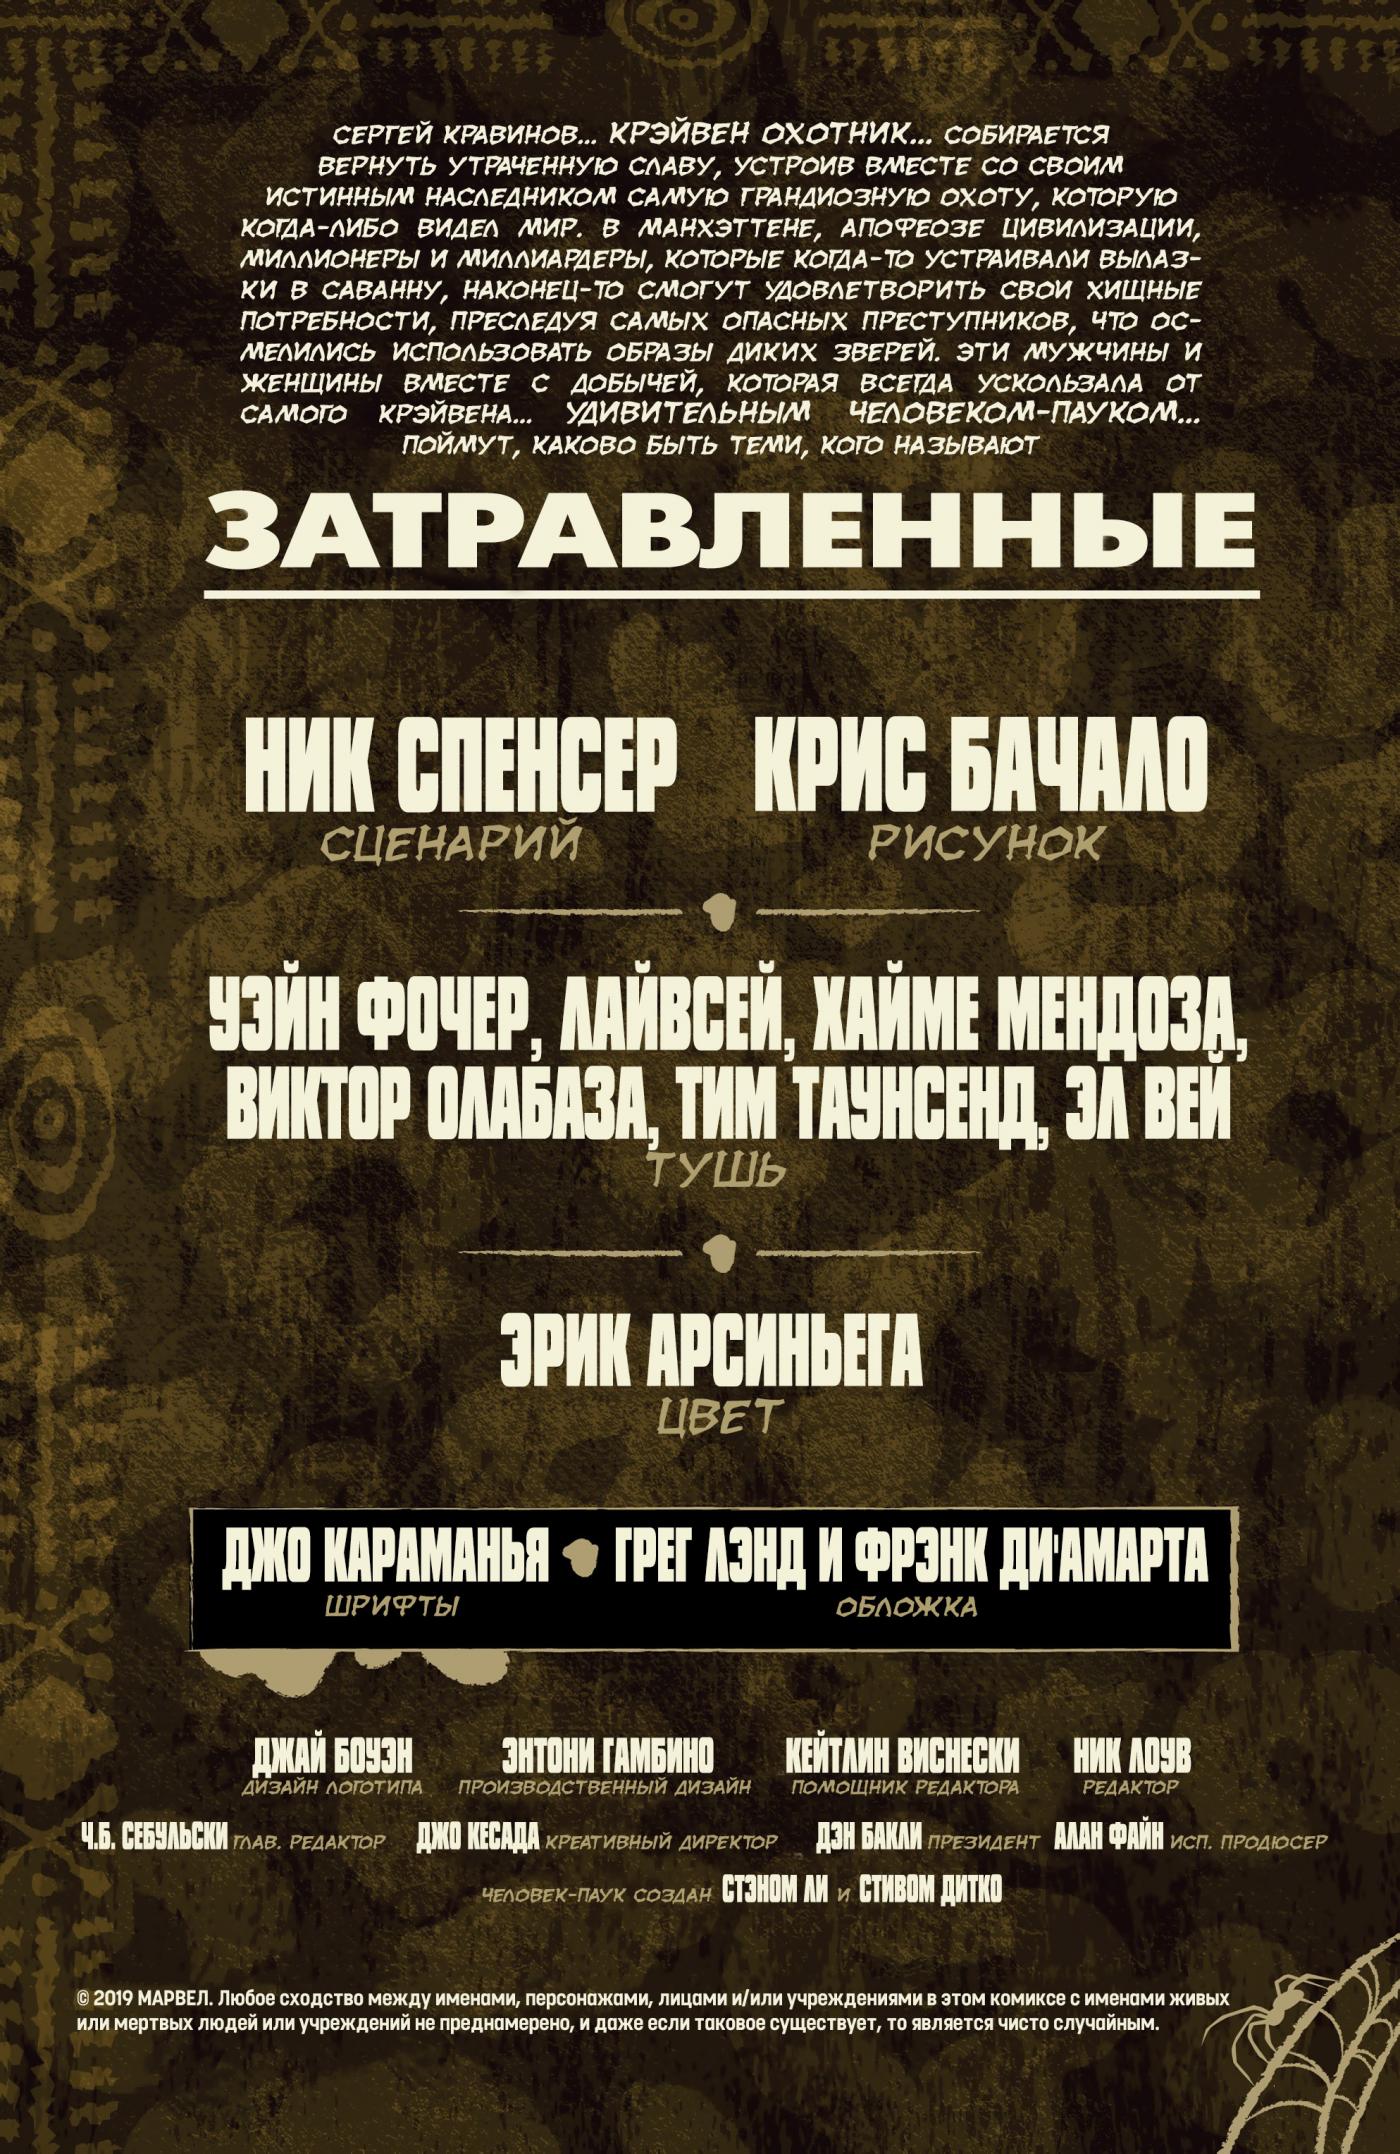 СЕРГЕЙ КРАВИНОВ... КРЭЙВЕН ОХОТНИК... СОБИРАЕТСЯ
ВЕРНУТЬ УТРАЧЕННУЮ СЛАВУ, УСТРОИВ ВМЕСТЕ СО СВОИМ
ИСТИННЫМ НАСЛЕДНИКОМ САМУЮ ГРАНДИОЗНУЮ ОХОТУ, КОТОРУЮ
КОГДА-ЛИБО ВИДЕЛ МИР. В МАНХЭТТЕНЕ, АПОФЕОЗЕ ЦИВИЛИЗАЦИИ,
МИЛЛИОНЕРЫ И МИЛЛИАРДЕРЫ, КОТОРЫЕ КОГДА-ТО УСТРАИВАЛИ ВЫЛАЗ-
КИ В САВАННУ, НАКОНЕЦ-ТО СМОГУТ УДОВЛЕТВОРИТЬ СВОИ ХИЩНЫЕ
ПОТРЕБНОСТИ, ПРЕСЛЕДУЯ САМЫХ ОПАСНЫХ ПРЕСТУПНИКОВ, ЧТО ОС-
МЕЛИЛИСЬ ИСПОЛЬЗОВАТЬ ОБРАЗЫ ДИКИХ ЗВЕРЕЙ. ЭТИ МУЖЧИНЫ И
ЖЕНЩИНЫ ВМЕСТЕ С ДОБЫЧЕЙ, КОТОРАЯ ВСЕГДА УСКОЛЬЗАЛА ОТ
САМОГО КРЭЙВЕНА... УДИВИТЕЛЬНЫМ ЧЕЛОВЕКОМ-ПАУКОМ...
ПОЙМУТ, КАКОВО БЫТЬ ТЕМИ, КОГО НАЗЫВАЮТ
ЗАТРАВЛЕННЫЕ
НИК СПЕНСЕР КРИС БАЧАЛО
СЦЕНАРИЙ РИСУНОК
УЭЙН ФОЧЕР, ЛАЙВСЕЙ, ХАЙМЕ МЕНДОЗА,
ВИКТОР ОЛАБАЗА, ТИМ ТАУНСЕНД, ЭЛ ВЕЙ
ТУШЬ
ЭРИК АРСИНЬЕГА
ЦВЕТ
ДЖО КАРАМАНЬЯ ГРЕГ ЛЭНД И ФРЭНК ДИ'АМАРТА
ШРИФТЫ ОБЛОЖКА
ДЖАЙ БОУЭН ЭНТОНИ ГАМБИНО КЕЙТЛИН ВИСНЕСКИ НИК ЛОУВ
ДИЗАЙН ЛОГОТИПА ПРОИЗВОДСТВЕННЫЙ ДИЗАЙН ПОМОЩНИК РЕДАКТОРА РЕДАКТОР
Ч.Б. СЕБУЛЬСКИ ГЛАВ. РЕДАКТОР ДЖО КЕСАДА КРЕАТИВНЫЙ ДИРЕКТОР ДЭН БАКЛИ ПРЕЗИДЕНТ АЛАН ФАЙН ИСП. ПРОДЮСЕР
ЧЕЛОВЕК-ПАУК СОЗДАН СТЭНОМ ЛИ И СТИВОМ ДИТКО
© 2019 МАРВЕЛ. Любое сходство между именами, персонажами, лицами и/или учреждениями в этом комиксе с именами живых
или мертвых людей или учреждений не преднамерено, и даже если таковое существует, то является чисто случайным.